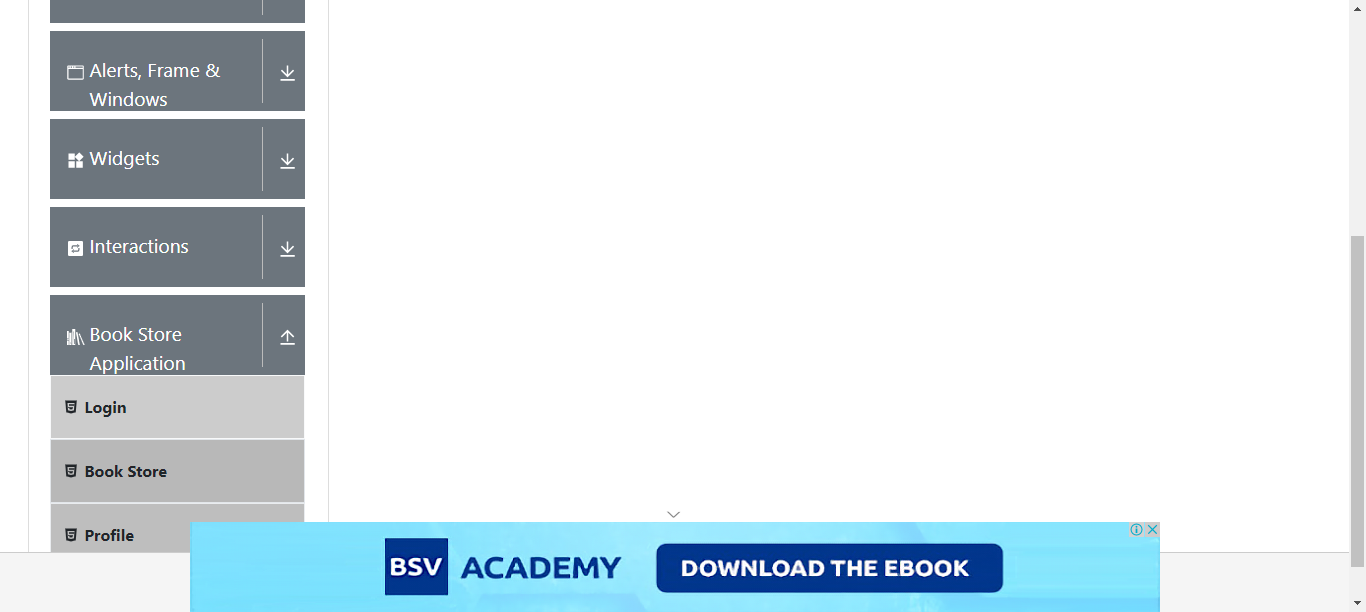 Alerts, Frame &
Windows
Widgets
Interactions
Book Store
Application
Login
Book Store
Profile
BSV ACADEMY DOWNLOAD THE EBOOK